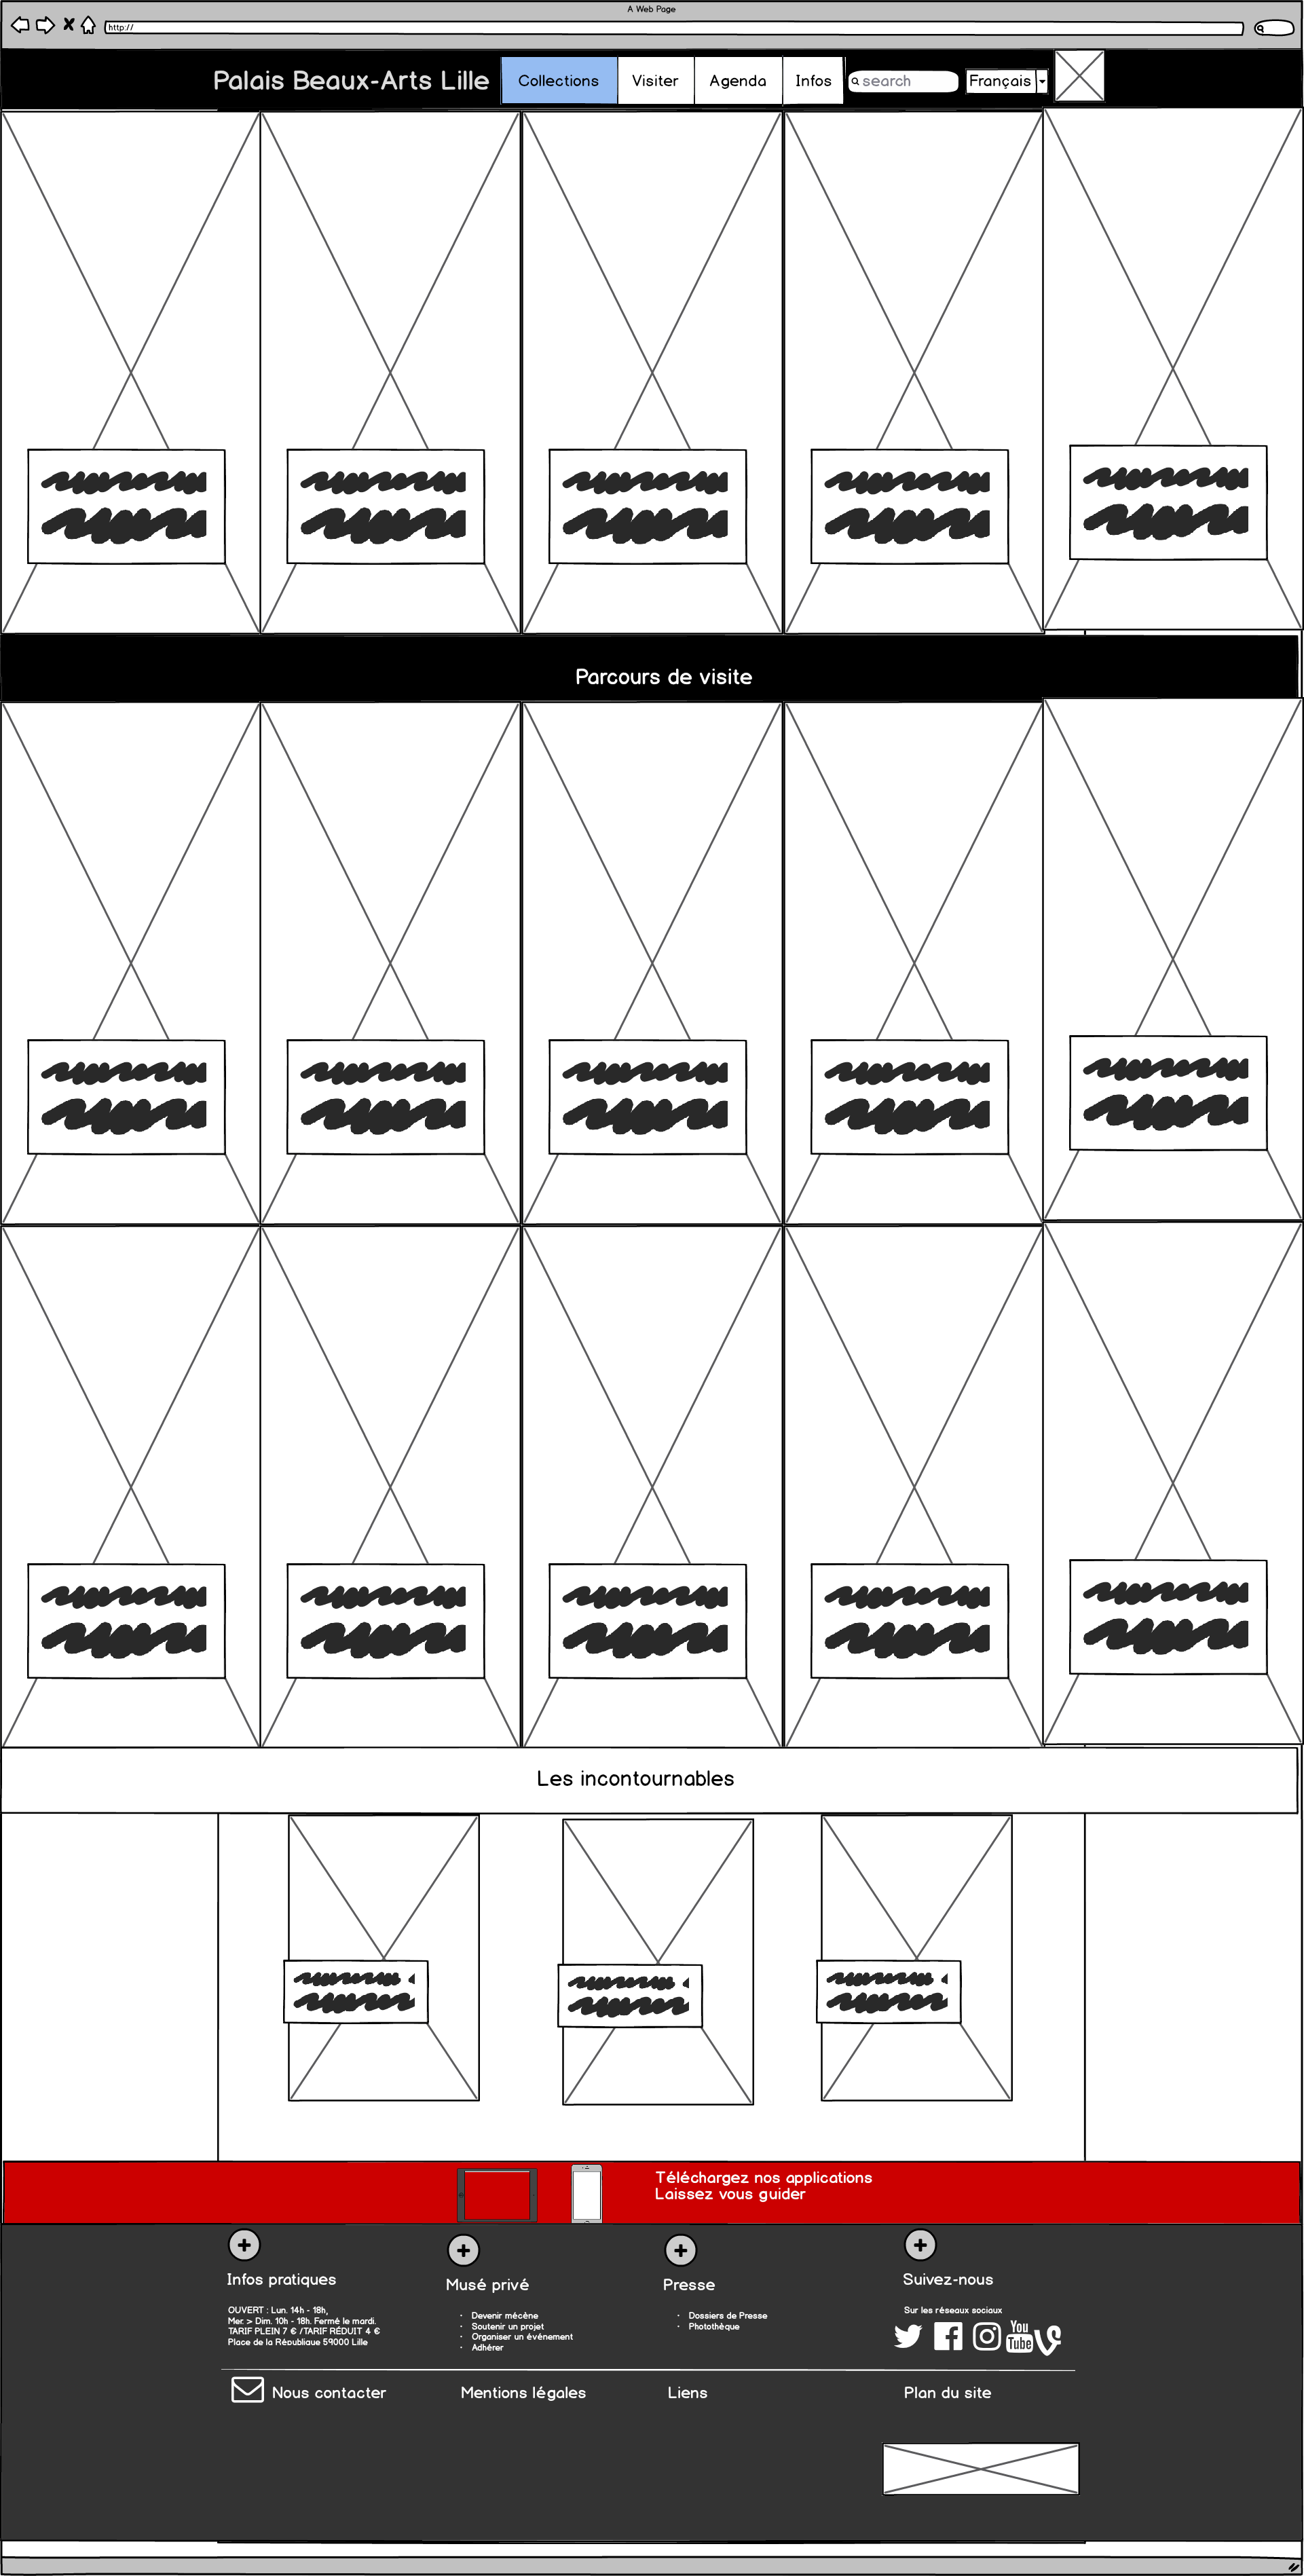 A Web Page
http://
Palais Beaux-Arts Lille
Collections
Visiter
Agenda
Infos
search
Français
Parcours de visite
Les incontournables
Téléchargez nos applications
Laissez vous guider
Infos pratiques
OUVERT : Lun. 14h - 18h,
Mer. > Dim. 10h - 18h. Fermé le mardi.
TARIF PLEIN 7 € /TARIF RÉDUIT 4 €
Place de la République 59000 Lille
Musé privé
· Devenir mécène
· Soutenir un projet
· Organiser un événement
· Adhérer
Presse
· Dossiers de Presse
· Photothèque
Suivez-nous
Sur les réseaux sociaux
You
Tube
Nous contacter
Mentions légales
Liens
Plan du site